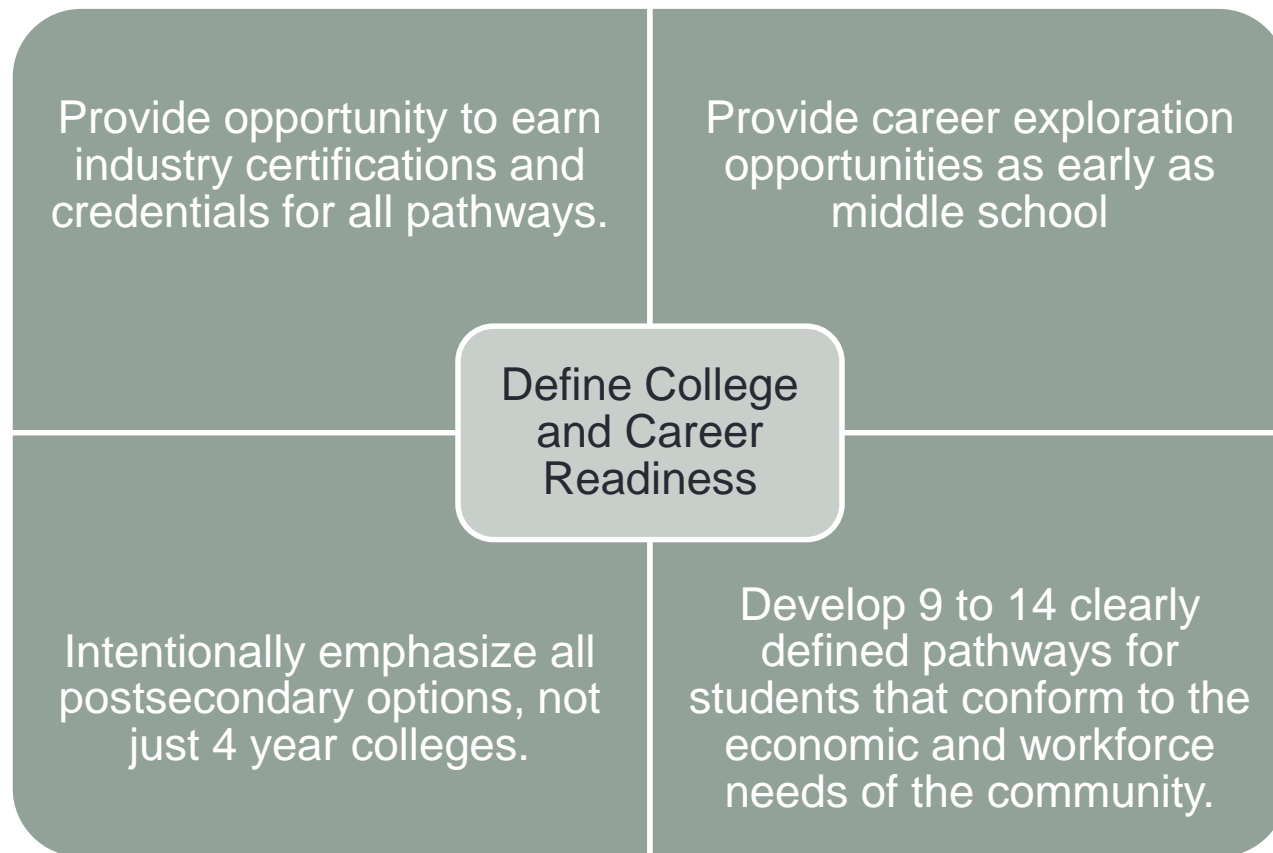 Provide opportunity to earn
industry certifications and
credentials for all pathways.
Provide career exploration
opportunities as early as
middle school
Define College
and Career
Readiness
Intentionally emphasize all
postsecondary options, not
just 4 year colleges.
Develop 9 to 14 clearly
defined pathways for
students that conform to the
economic and workforce
needs of the community.